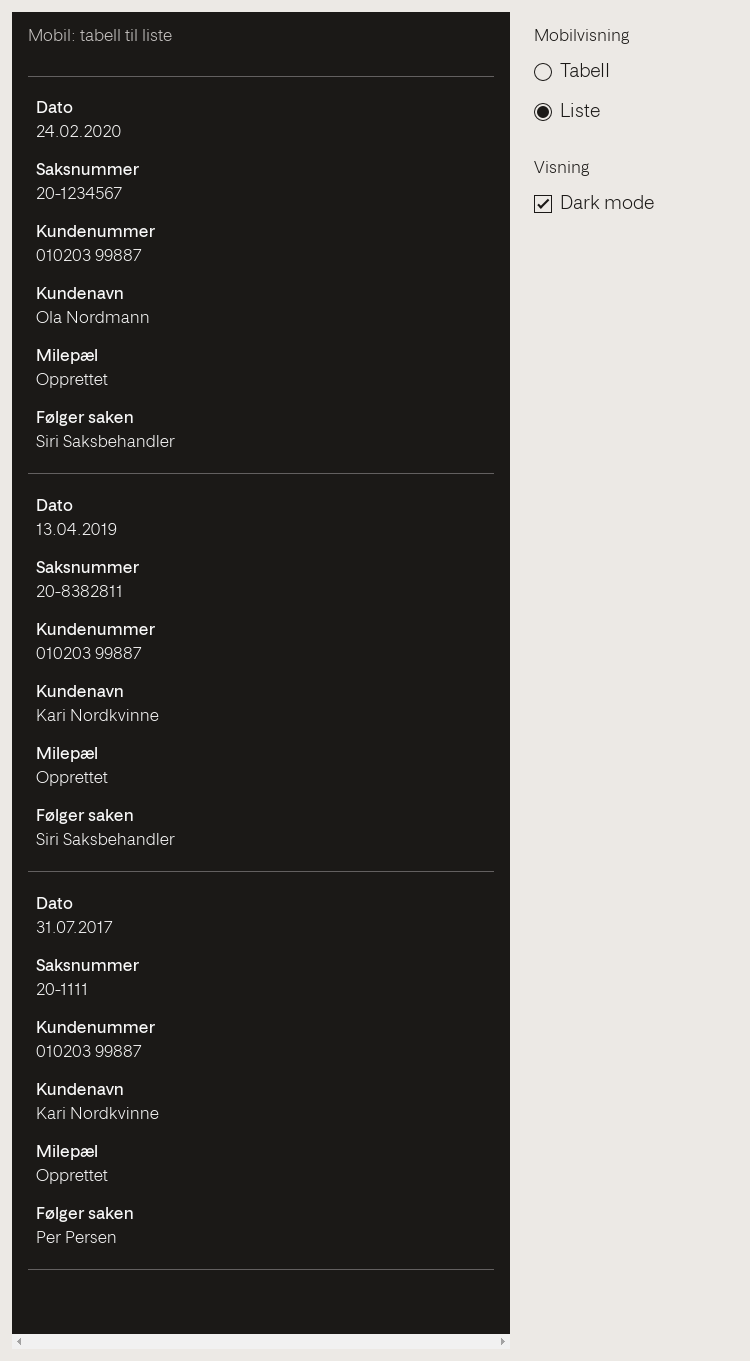 Mobil: tabell til liste
Dato
24.02.2020
Saksnummer
20-1234567
Kundenummer
010203 99887
Kundenavn
Ola Nordmann
Milepæl
Opprettet
Følger saken
Siri Saksbehandler
Dato
13.04.2019
Saksnummer
20-8382811
Kundenummer
010203 99887
Kundenavn
Kari Nordkvinne
Milepæl
Opprettet
Følger saken
Siri Saksbehandler
Dato
31.07.2017
Saksnummer
20-1111
Kundenummer
010203 99887
Kundenavn
Kari Nordkvinne
Milepæl
Opprettet
Følger saken
Per Persen
Mobilvisning
Tabell
Liste
Visning
Dark mode